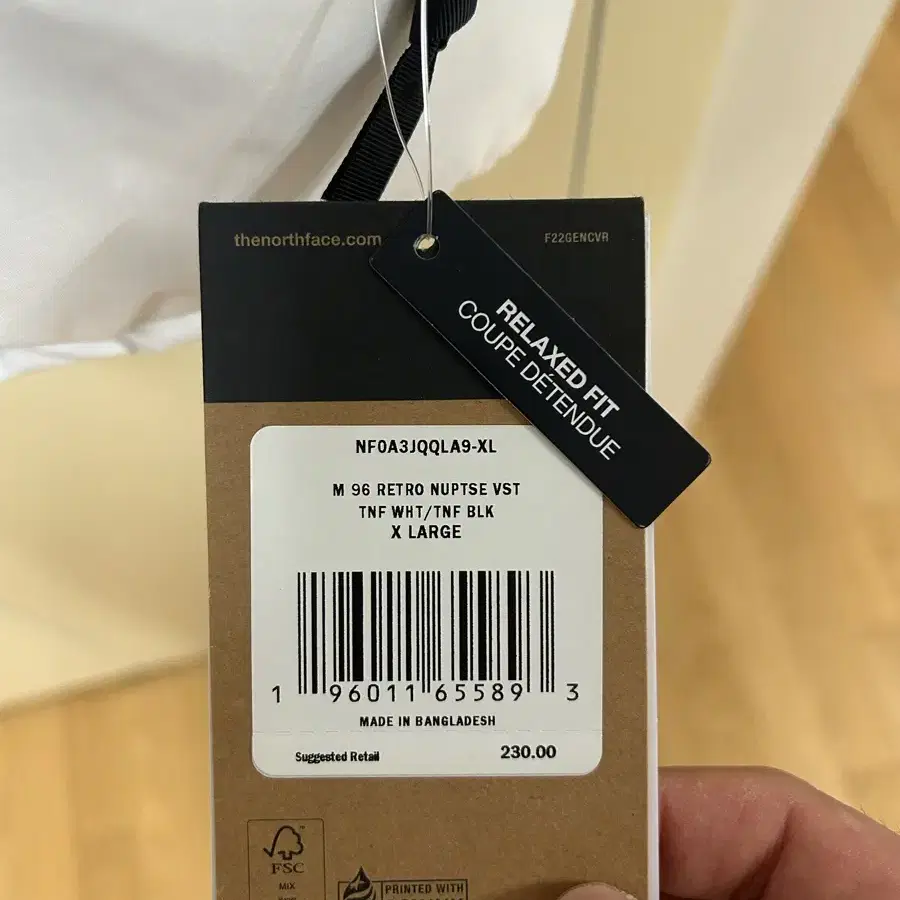 thenorthface.com
F22GENCVR
RELAXED FIT
COUPE DÉTENDUE
NF0A3JQQLA9-XL
M 96 RETRO NUPTSE VST
TNF WHT/TNF BLK
X LARGE
1 96011 65589 3
MADE IN BANGLADESH
Suggested Retail 230.00
FSC
MIX
PRINTED WITH